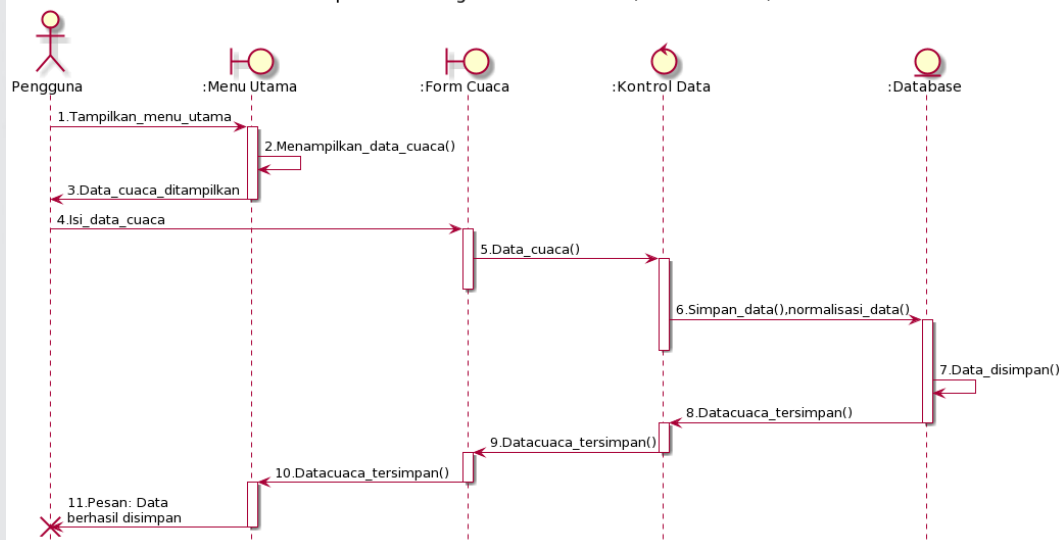 Pengguna
:Menu Utama
:Form Cuaca
:Kontrol Data
:Database
1.Tampilkan_menu_utama
2.Menampilkan_data_cuaca()
3.Data_cuaca_ditampilkan
4.Isi_data_cuaca
5.Data_cuaca()
6.Simpan_data(),normalisasi_data()
7.Data_disimpan()
8.Datacuaca_tersimpan()
9.Datacuaca_tersimpan()
10.Datacuaca_tersimpan()
11.Pesan: Data
berhasil disimpan